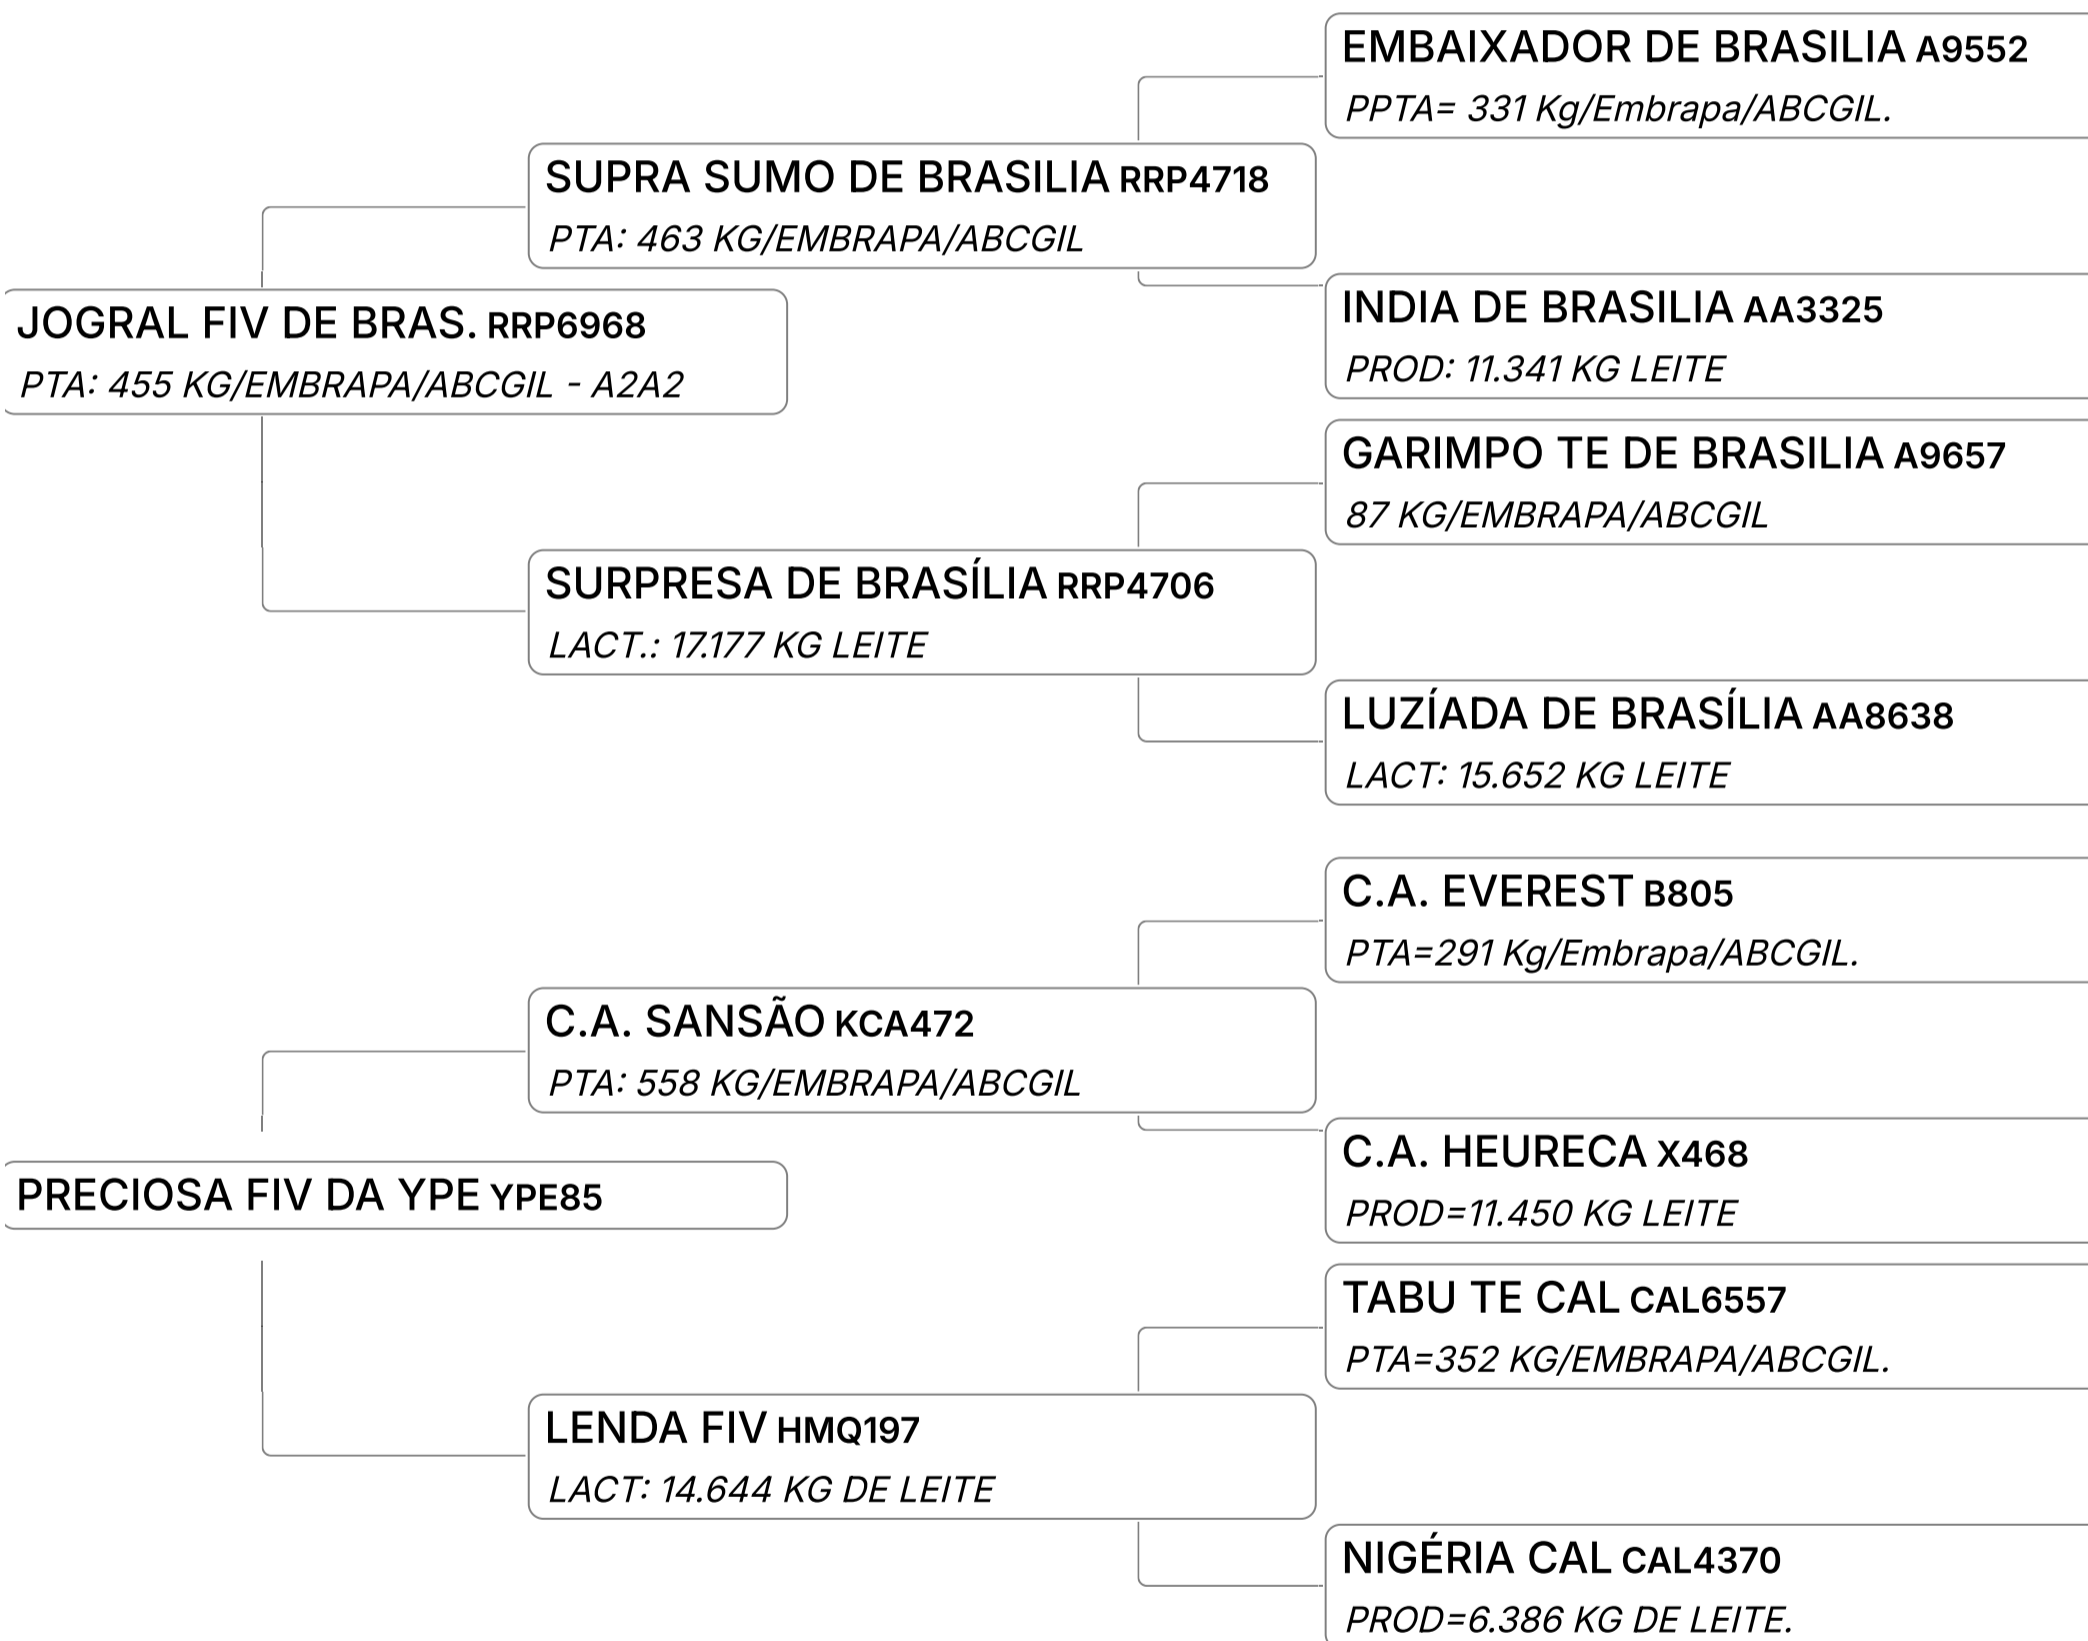 EMBAIXADOR DE BRASILIA A9552
PPTA= 331 Kg/Embrapa/ABCGIL.
SUPRA SUMO DE BRASILIA RRP4718
PTA: 463 KG/EMBRAPA/ABCGIL
INDIA DE BRASILIA AA3325
PROD: 11.341 KG LEITE
JOGRAL FIV DE BRAS. RRP6968
PTA: 455 KG/EMBRAPA/ABCGIL - A2A2
GARIMPO TE DE BRASILIA A9657
87 KG/EMBRAPA/ABCGIL
SURPRESA DE BRASÍLIA RRP4706
LACT.: 17.177 KG LEITE
LUZÍADA DE BRASÍLIA AA8638
LACT: 15.652 KG LEITE
C.A. EVEREST B805
PTA=291 Kg/Embrapa/ABCGIL.
C.A. SANSÃO KCA472
PTA: 558 KG/EMBRAPA/ABCGIL
C.A. HEURECA X468
PROD=11.450 KG LEITE
PRECIOSA FIV DA YPE YPE85
TABU TE CAL CAL6557
PTA=352 KG/EMBRAPA/ABCGIL.
LENDA FIV HMQ197
LACT: 14.644 KG DE LEITE
NIGÉRIA CAL CAL4370
PROD=6.386 KG DE LEITE.